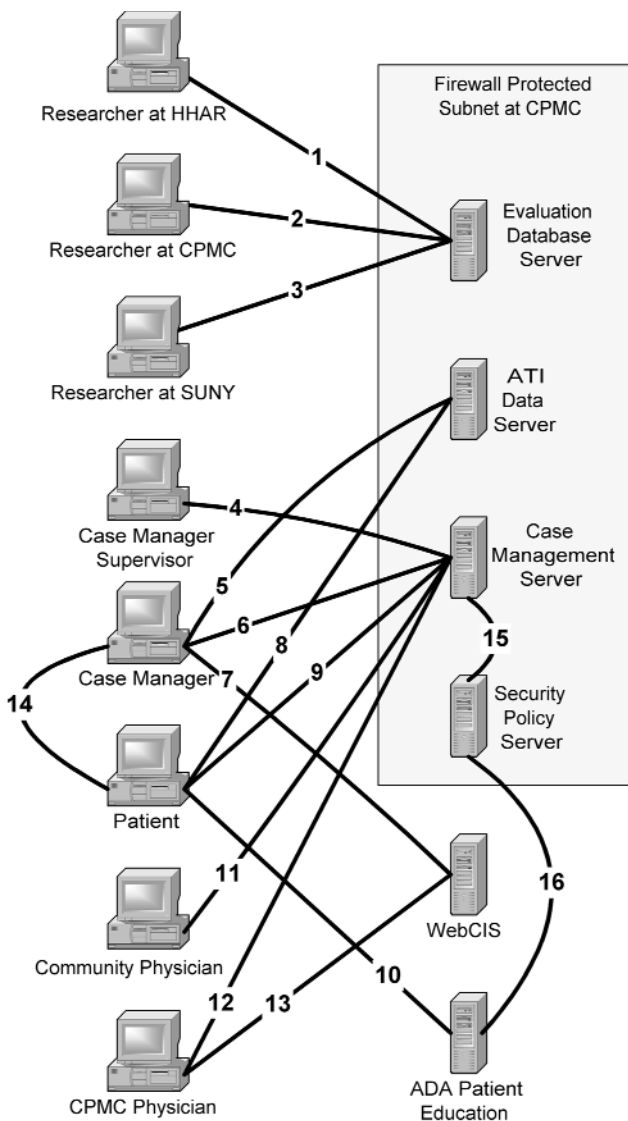 Firewall Protected
Subnet at CPMC
Researcher at HHAR
1
Evaluation
Database
Server
2
Researcher at CPMC
3
Researcher at SUNY
ATI
Data
Server
4
Case Manager
Supervisor
Case
Management
Server
5
6
8
15
7
9
Case Manager
14
Security
Policy
Server
Patient
11
16
WebCIS
Community Physician
10
12
13
CPMC Physician
ADA Patient
Education